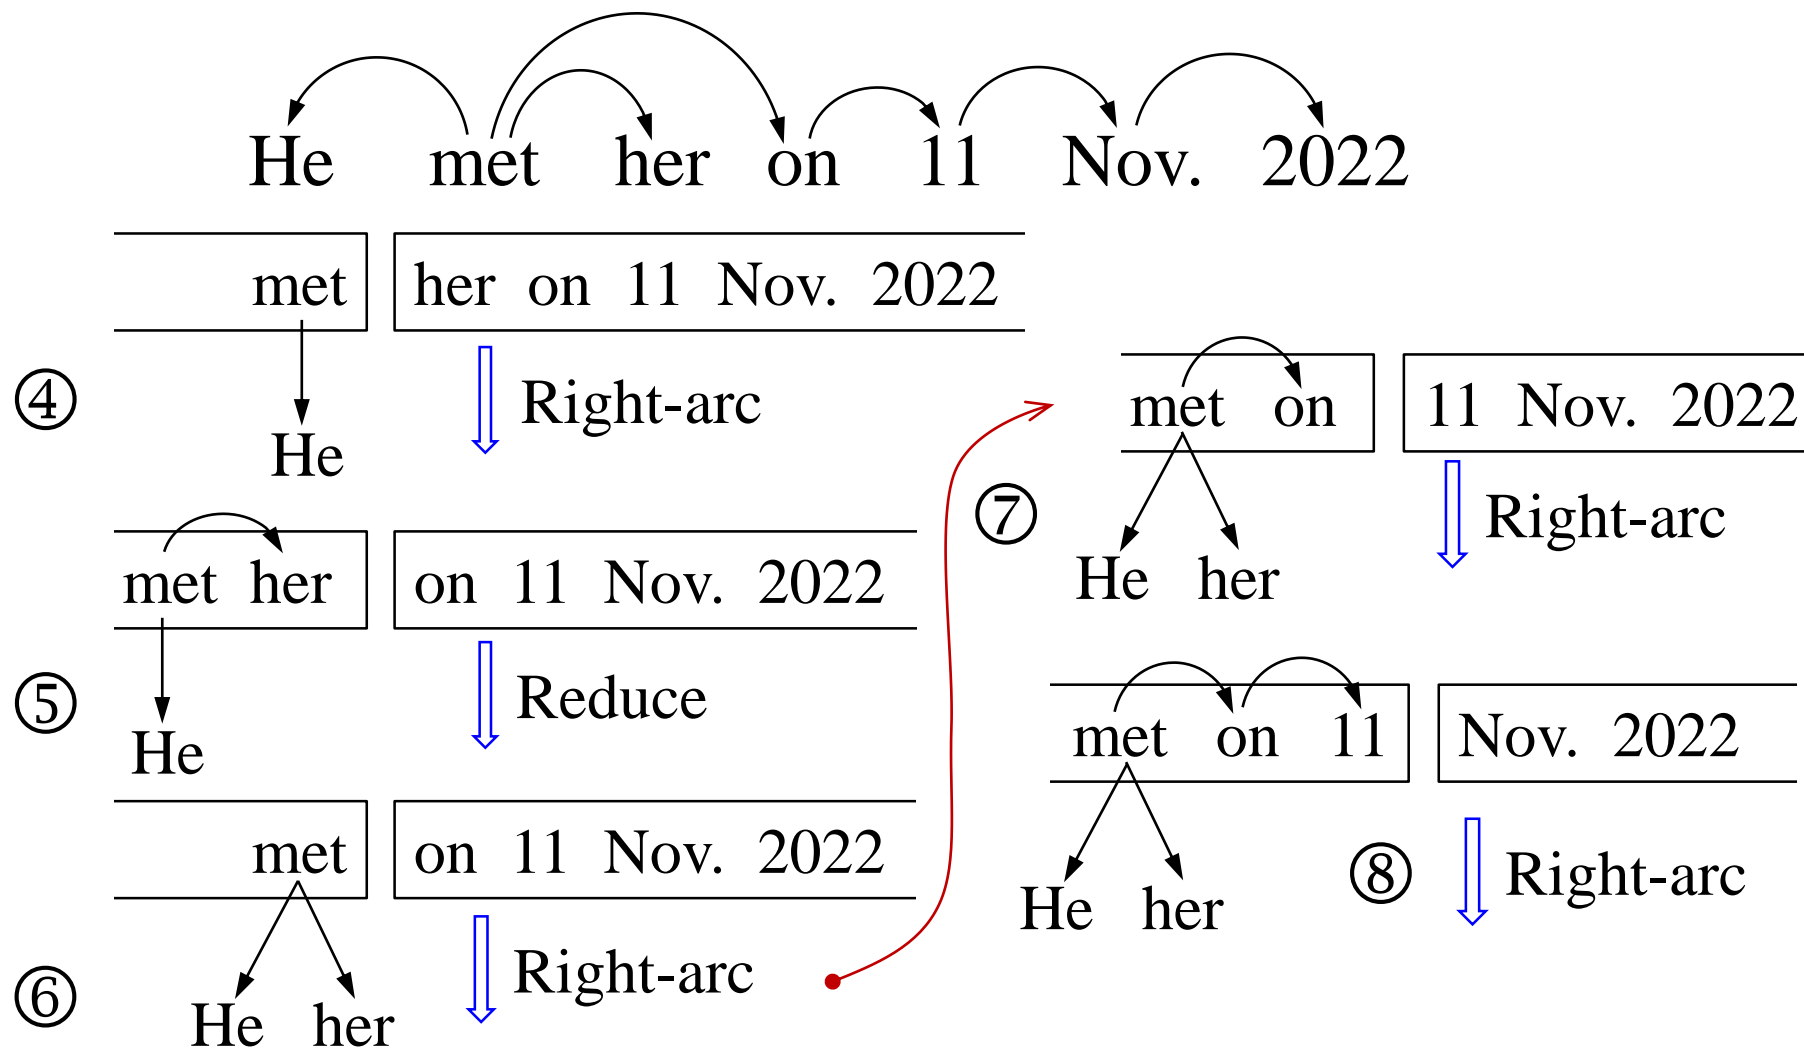 He met her on 11 Nov. 2022
met her on 11 Nov. 2022
④ Right-arc
He
met her on 11 Nov. 2022
⑤ Reduce
He
met on 11 Nov. 2022
⑥ Right-arc
He her
met on 11 Nov. 2022
⑦ Right-arc
He her
met on 11 Nov. 2022
⑧ Right-arc
He her